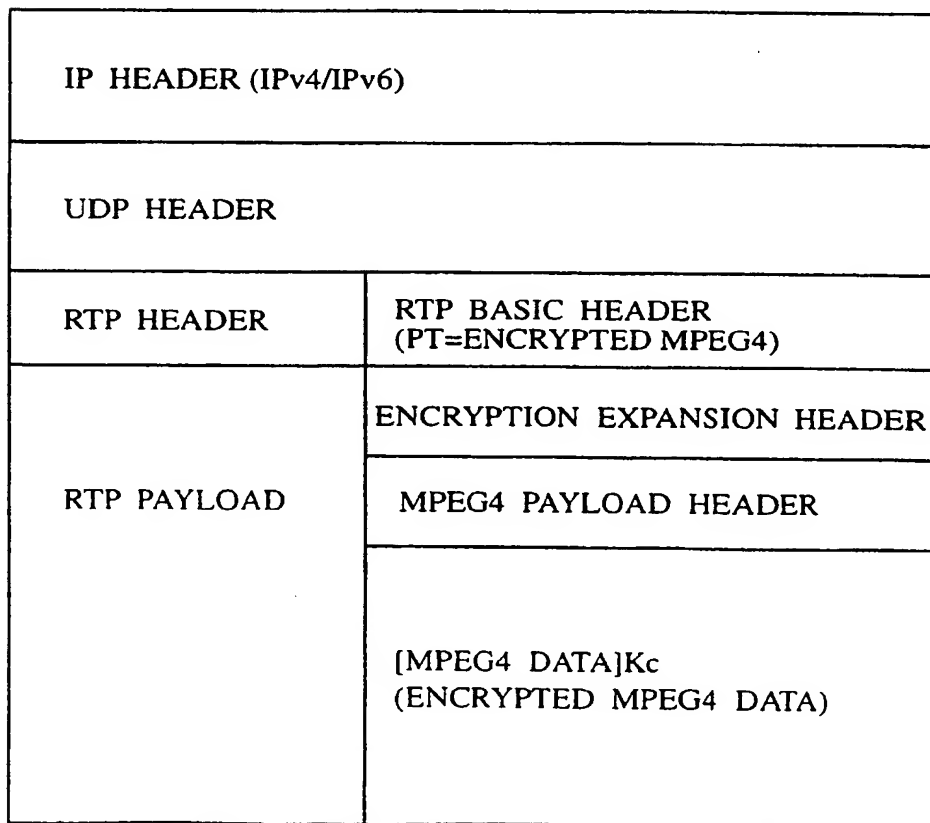 IP HEADER (IPv4/IPv6)
UDP HEADER
RTP HEADER
RTP BASIC HEADER
(PT=ENCRYPTED MPEG4)
RTP PAYLOAD
ENCRYPTION EXPANSION HEADER
MPEG4 PAYLOAD HEADER
[MPEG4 DATA]Kc
(ENCRYPTED MPEG4 DATA)